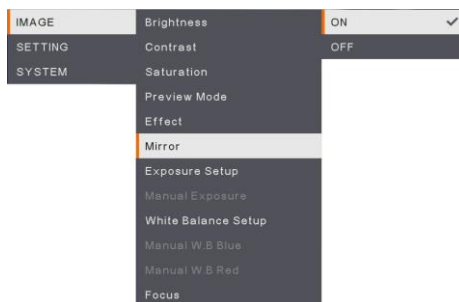 IMAGE
SETTING
SYSTEM
Brightness
Contrast
Saturation
Preview Mode
Effect
Mirror
Exposure Setup
Manual Exposure
White Balance Setup
Manual W.B Blue
Manual W.B Red
Focus
ON
OFF